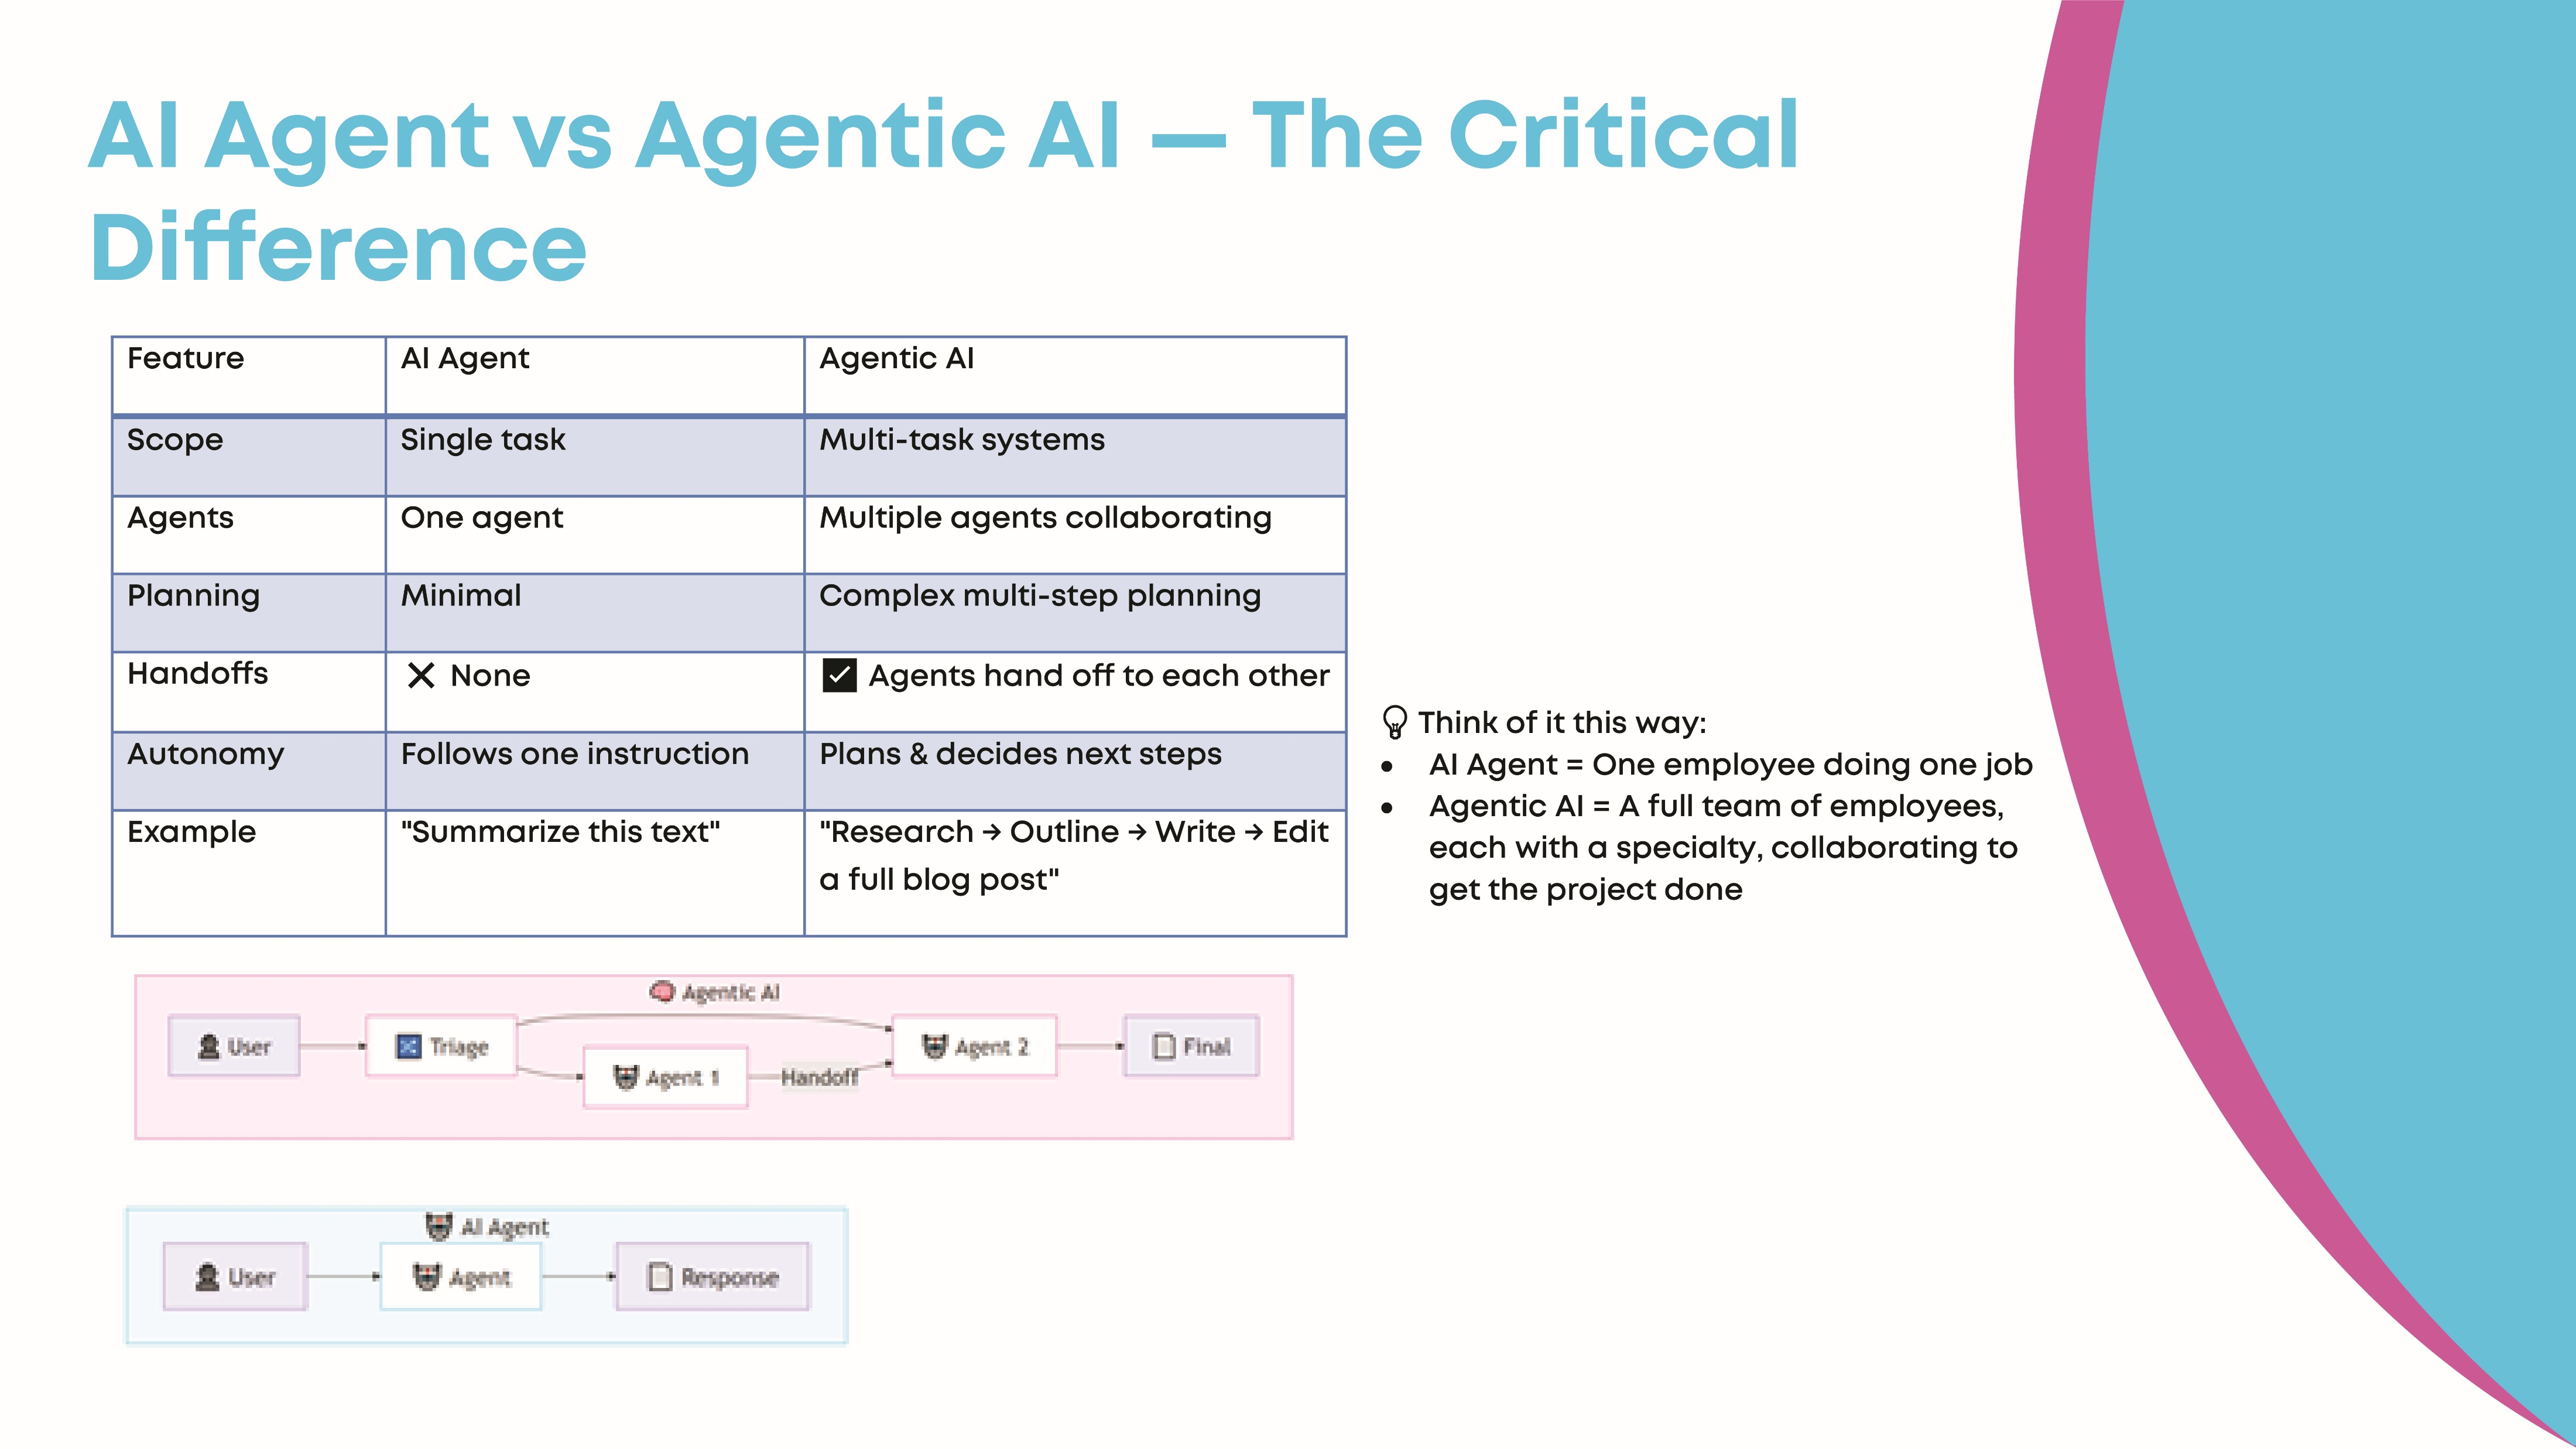 AI Agent vs Agentic AI — The Critical
Difference
Feature AI Agent Agentic AI
Scope Single task Multi-task systems
Agents One agent Multiple agents collaborating
Planning Minimal Complex multi-step planning
Handoffs ❌ None ✅ Agents hand off to each other
Autonomy Follows one instruction Plans & decides next steps
Example "Summarize this text" "Research → Outline → Write → Edit
a full blog post"
💡 Think of it this way:
• AI Agent = One employee doing one job
• Agentic AI = A full team of employees,
each with a specialty, collaborating to
get the project done
Agentic AI
User Triage Agent 1 Handoff Agent 2 Final
AI Agent
User Agent Response